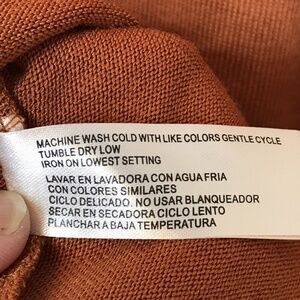 MACHINE WASH COLD WITH LIKE COLORS GENTLE CYCLE
TUMBLE DRY LOW
IRON ON LOWEST SETTING
LAVAR EN LAVADORA CON AGUA FRIA
CON COLORES SIMILARES
CICLO DELICADO. NO USAR BLANQUEADOR
SECAR EN SECADORA CICLO LENTO
PLANCHAR A BAJA TEMPERATURA